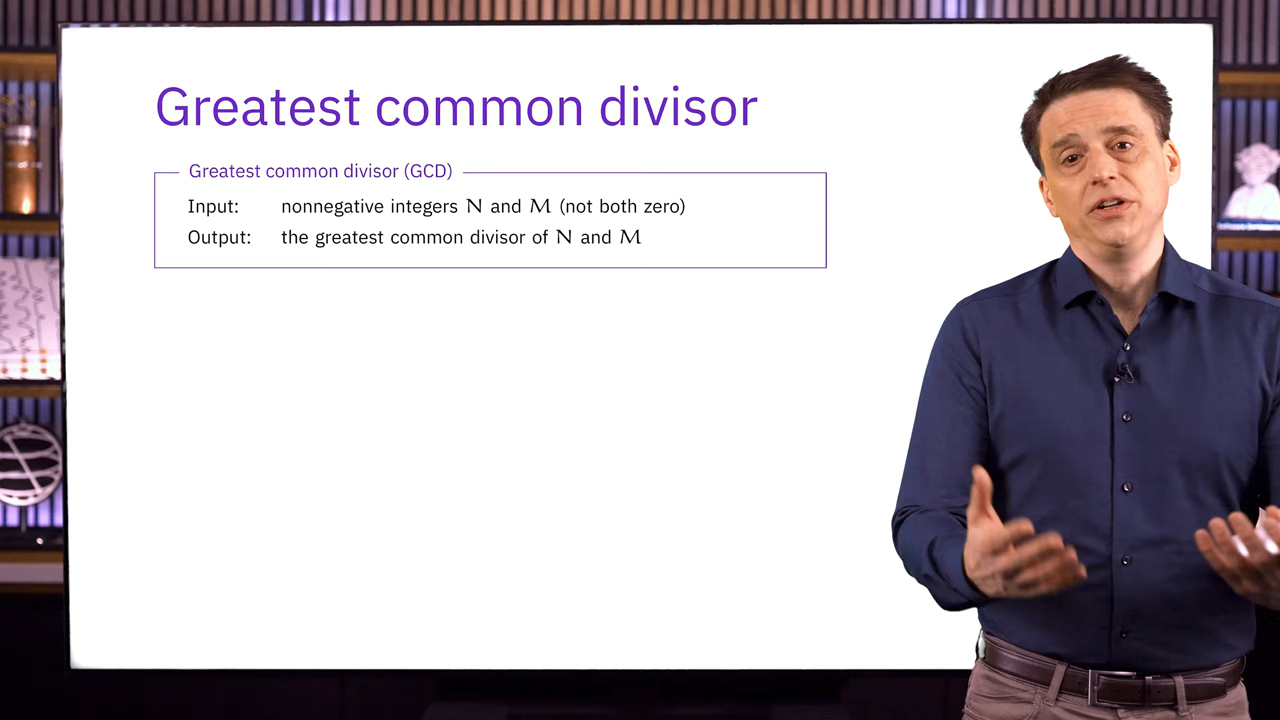 Greatest common divisor
Greatest common divisor (GCD)
Input: nonnegative integers N and M (not both zero)
Output: the greatest common divisor of N and M